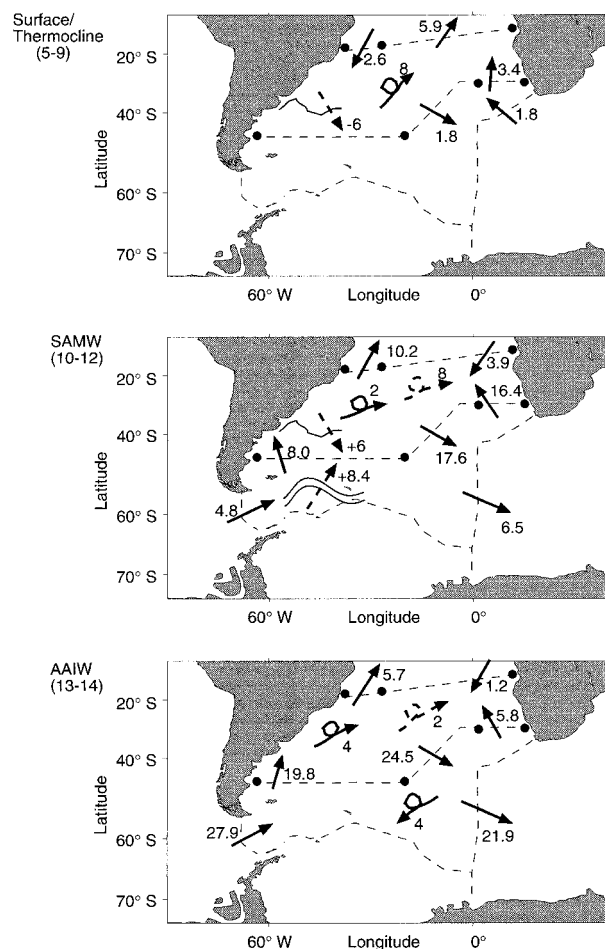 Surface/
Thermocline
(5-9)
20° S
40° S
60° S
70° S
Latitude
5.9
2.6
8
3.4
-6
1.8
1.8
60° W
Longitude
0°
SAMW
(10-12)
20° S
40° S
60° S
70° S
Latitude
10.2
8
3.9
2
16.4
8.0
+6
17.6
+8.4
4.8
6.5
60° W
Longitude
0°
AAIW
(13-14)
20° S
40° S
60° S
70° S
Latitude
5.7
1.2
2
5.8
4
24.5
19.8
27.9
4
21.9
60° W
Longitude
0°